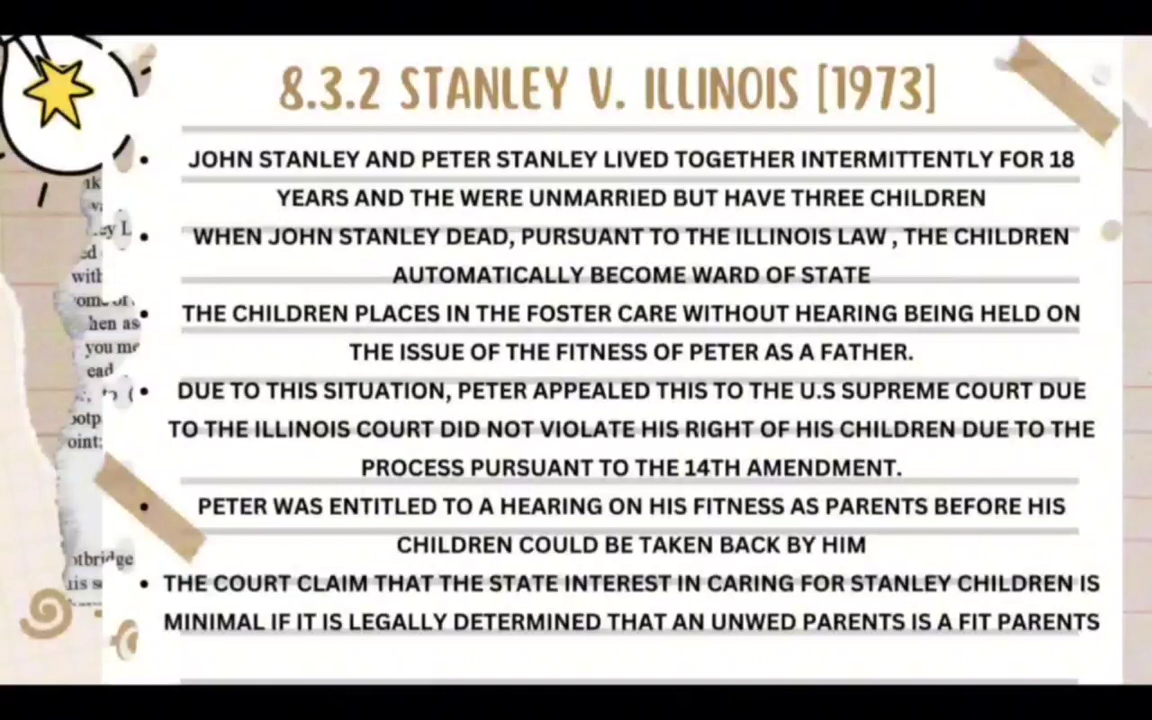 8.3.2 STANLEY V. ILLINOIS [1973]
• JOHN STANLEY AND PETER STANLEY LIVED TOGETHER INTERMITTENTLY FOR 18
YEARS AND THE WERE UNMARRIED BUT HAVE THREE CHILDREN
• WHEN JOHN STANLEY DEAD, PURSUANT TO THE ILLINOIS LAW , THE CHILDREN
AUTOMATICALLY BECOME WARD OF STATE
• THE CHILDREN PLACES IN THE FOSTER CARE WITHOUT HEARING BEING HELD ON
THE ISSUE OF THE FITNESS OF PETER AS A FATHER.
• DUE TO THIS SITUATION, PETER APPEALED THIS TO THE U.S SUPREME COURT DUE
TO THE ILLINOIS COURT DID NOT VIOLATE HIS RIGHT OF HIS CHILDREN DUE TO THE
PROCESS PURSUANT TO THE 14TH AMENDMENT.
• PETER WAS ENTITLED TO A HEARING ON HIS FITNESS AS PARENTS BEFORE HIS
CHILDREN COULD BE TAKEN BACK BY HIM
• THE COURT CLAIM THAT THE STATE INTEREST IN CARING FOR STANLEY CHILDREN IS
MINIMAL IF IT IS LEGALLY DETERMINED THAT AN UNWED PARENTS IS A FIT PARENTS
you me